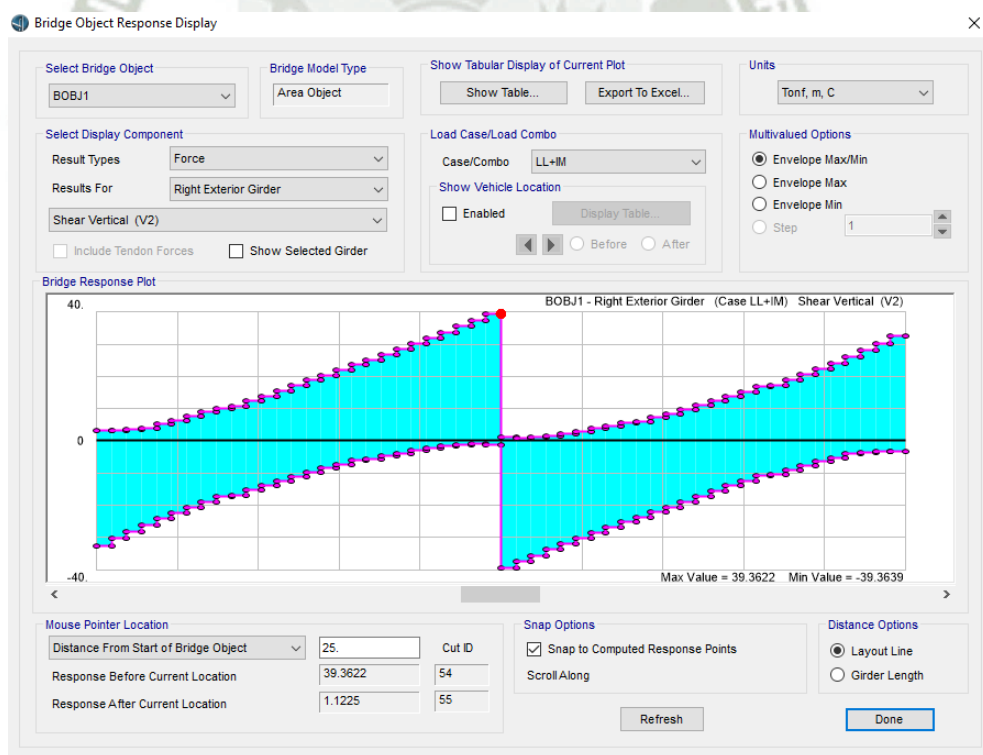 Bridge Object Response Display
Select Bridge Object
BOBJ1
Bridge Model Type
Area Object
Show Tabular Display of Current Plot
Show Table...
Export To Excel...
Units
Tonf, m, C
Select Display Component
Result Types
Force
Results For
Right Exterior Girder
Shear Vertical (V2)
Include Tendon Forces
Show Selected Girder
Load Case/Load Combo
Case/Combo
LL+IM
Show Vehicle Location
Enabled
Display Table...
Before
After
Multivalued Options
Envelope Max/Min
Envelope Max
Envelope Min
Step
1
Bridge Response Plot
40.
BOBJ1 - Right Exterior Girder (Case LL+IM) Shear Vertical (V2)
0
-40.
Max Value = 39.3622 Min Value = -39.3639
Mouse Pointer Location
Distance From Start of Bridge Object
25.
Cut ID
Response Before Current Location
39.3622
54
Response After Current Location
1.1225
55
Snap Options
Snap to Computed Response Points
Scroll Along
Distance Options
Layout Line
Girder Length
Refresh
Done